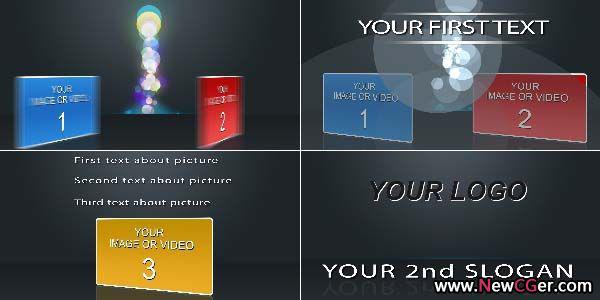 YOUR
IMAGE OR VIDEO
1
YOUR
IMAGE OR VIDEO
2
YOUR FIRST TEXT
YOUR
IMAGE OR VIDEO
1
YOUR
IMAGE OR VIDEO
2
First text about picture
Second text about picture
Third text about picture
YOUR
IMAGE OR VIDEO
3
YOUR LOGO
YOUR 2nd SLOGAN
www.NewCGer.com